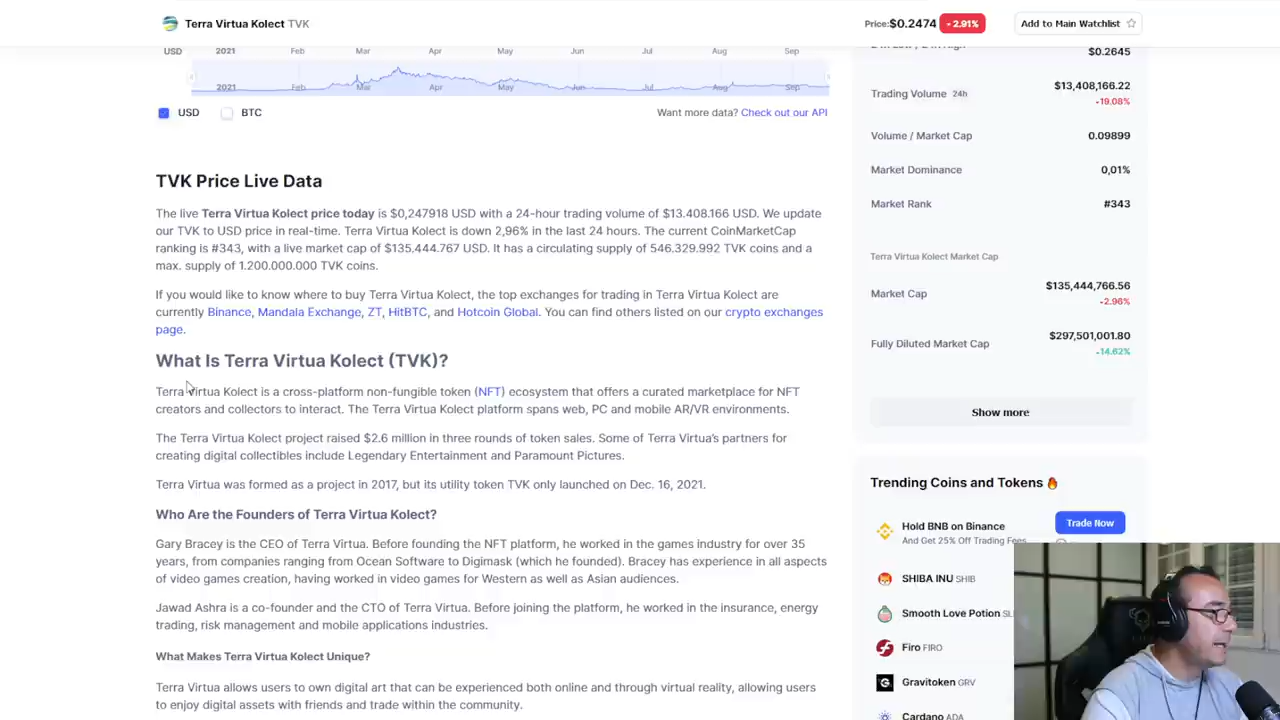 Terra Virtua Kolect TVK
Price: $0.2474 - 2.91%
Add to Main Watchlist
USD 2021 Feb Mar Apr May Jun Jul Aug Sep
2021 Feb Mar Apr May Jun Jul Aug Sep
USD BTC
Want more data? Check out our API
TVK Price Live Data
The live Terra Virtua Kolect price today is $0,247918 USD with a 24-hour trading volume of $13.408.166 USD. We update
our TVK to USD price in real-time. Terra Virtua Kolect is down 2,96% in the last 24 hours. The current CoinMarketCap
ranking is #343, with a live market cap of $135,444.767 USD. It has a circulating supply of 546.329.992 TVK coins and a
max. supply of 1.200.000.000 TVK coins.
If you would like to know where to buy Terra Virtua Kolect, the top exchanges for trading in Terra Virtua Kolect are
currently Binance, Mandala Exchange, ZT, HitBTC, and Hotcoin Global. You can find others listed on our crypto exchanges
page.
What Is Terra Virtua Kolect (TVK)?
Terra Virtua Kolect is a cross-platform non-fungible token (NFT) ecosystem that offers a curated marketplace for NFT
creators and collectors to interact. The Terra Virtua Kolect platform spans web, PC and mobile AR/VR environments.
The Terra Virtua Kolect project raised $2.6 million in three rounds of token sales. Some of Terra Virtua's partners for
creating digital collectibles include Legendary Entertainment and Paramount Pictures.
Terra Virtua was formed as a project in 2017, but its utility token TVK only launched on Dec. 16, 2021.
Who Are the Founders of Terra Virtua Kolect?
Gary Bracey is the CEO of Terra Virtua. Before founding the NFT platform, he worked in the games industry for over 35
years, from companies ranging from Ocean Software to Digimask (which he founded). Bracey has experience in all aspects
of video games creation, having worked in video games for Western as well as Asian audiences.
Jawad Ashra is a co-founder and the CTO of Terra Virtua. Before joining the platform, he worked in the insurance, energy
trading, risk management and mobile applications industries.
What Makes Terra Virtua Kolect Unique?
Terra Virtua allows users to own digital art that can be experienced both online and through virtual reality, allowing users
to enjoy digital assets with friends and trade within the community.
$0.2645
Trading Volume 24h
$13,408,166.22
-19.08%
Volume / Market Cap 0.09899
Market Dominance 0,01%
Market Rank #343
Terra Virtua Kolect Market Cap
Market Cap
$135,444,766.56
-2.96%
Fully Diluted Market Cap
$297,501,001.80
-14.62%
Show more
Trending Coins and Tokens
Hold BNB on Binance
And Get 25% Off Trading Fees
Trade Now
SHIBA INU SHIB
Smooth Love Potion
Firo FIRO
Gravitoken GRV
Cardano ADA